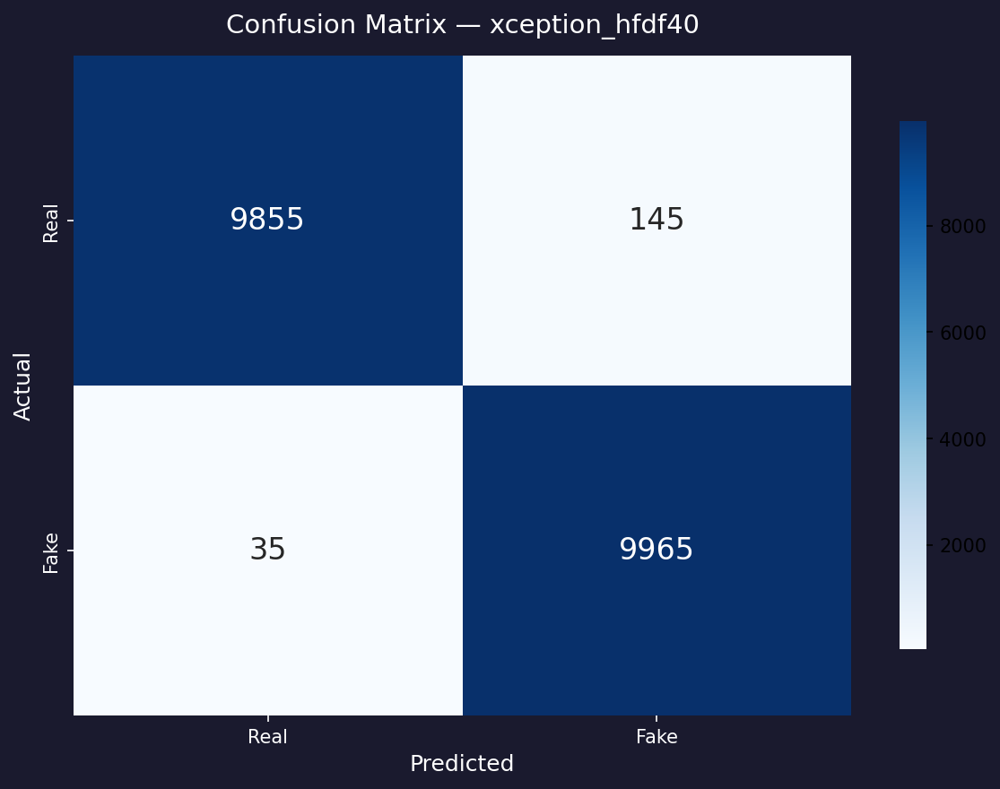 Confusion Matrix — xception_hfdf40
Actual
Real
9855
145
8000
6000
4000
2000
Fake
35
9965
Real
Fake
Predicted